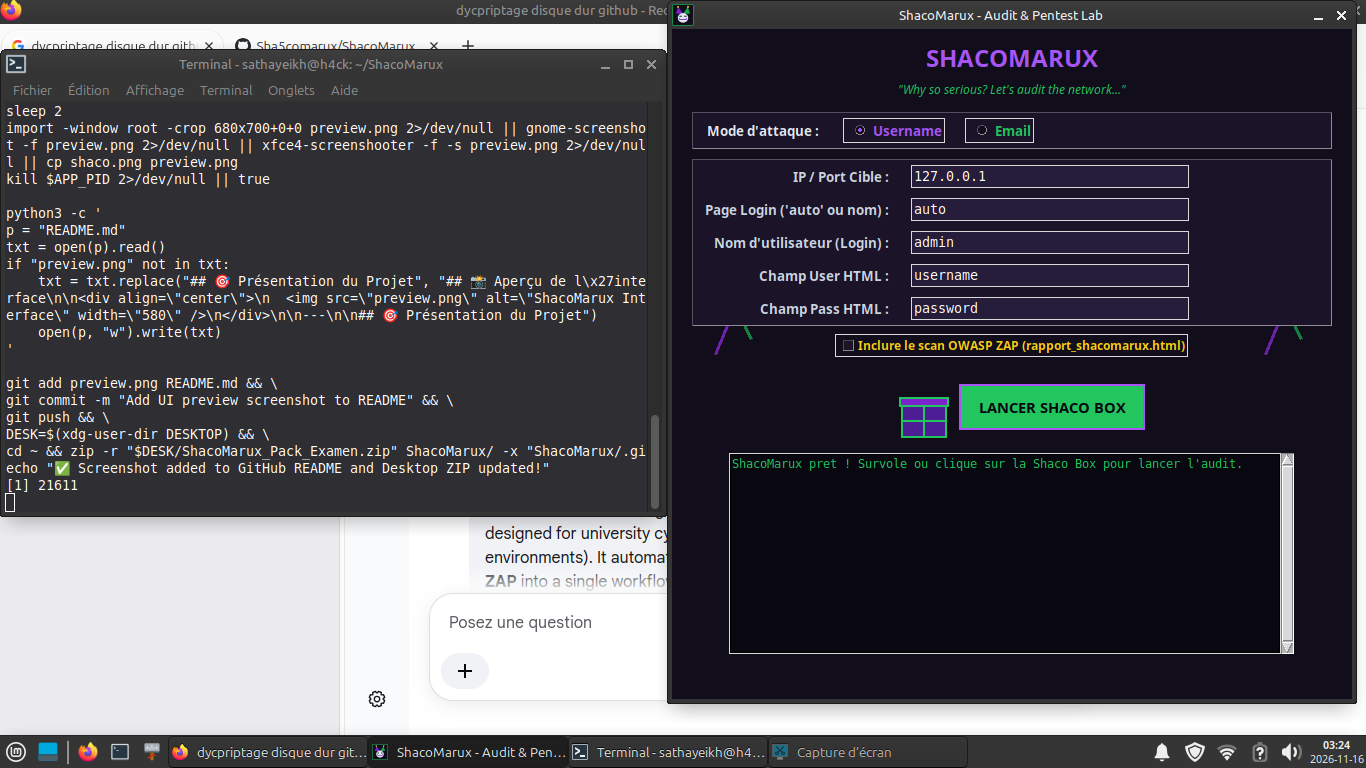 dycpriptage disque dur github - Re
ShacoMarux - Audit & Pentest Lab
dycpriptage disque dur gith
Sha5comarux/ShacoMarux
Terminal - sathayeikh@h4ck: ~/ShacoMarux
Fichier Édition Affichage Terminal Onglets Aide
sleep 2
import -window root -crop 680x700+0+0 preview.png 2>/dev/null || gnome-screensho
t -f preview.png 2>/dev/null || xfce4-screenshooter -f -s preview.png 2>/dev/nul
l || cp shaco.png preview.png
kill $APP_PID 2>/dev/null || true
python3 -c '
p = "README.md"
txt = open(p).read()
if "preview.png" not in txt:
    txt = txt.replace("## 🎯 Présentation du Projet", "## 📸 Aperçu de l\x27inte
rface\n\n<div align=\"center\">\n  <img src=\"preview.png\" alt=\"ShacoMarux Int
erface\" width=\"580\" />\n</div>\n\n---\n\n## 🎯 Présentation du Projet")
    open(p, "w").write(txt)
'
git add preview.png README.md && \
git commit -m "Add UI preview screenshot to README" && \
git push && \
DESK=$(xdg-user-dir DESKTOP) && \
cd ~ && zip -r "$DESK/ShacoMarux_Pack_Examen.zip" ShacoMarux/ -x "ShacoMarux/.gi
echo "✅ Screenshot added to GitHub README and Desktop ZIP updated!"
[1] 21611
designed for university cy
environments). It automa
ZAP into a single workflo
Posez une question
SHACOMARUX
"Why so serious? Let's audit the network..."
Mode d'attaque : Username Email
IP / Port Cible : 127.0.0.1
Page Login ('auto' ou nom) : auto
Nom d'utilisateur (Login) : admin
Champ User HTML : username
Champ Pass HTML : password
Inclure le scan OWASP ZAP (rapport_shacomarux.html)
LANCER SHACO BOX
ShacoMarux pret ! Survole ou clique sur la Shaco Box pour lancer l'audit.
dycpriptage disque dur git...
ShacoMarux - Audit & Pen...
Terminal - sathayeikh@h4...
Capture d'écran
03:24
2026-11-16